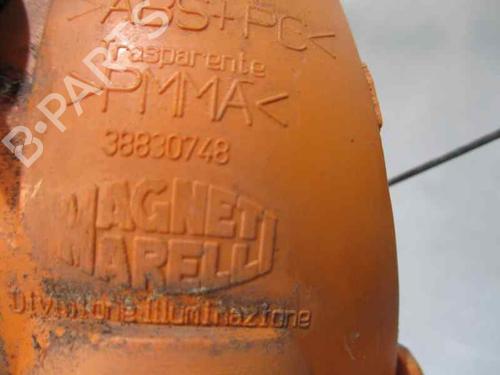 >ABS+PC<
Trasparente
>PMMA<
38830748
MAGNETI
MARELLI
Divisione Illuminazione
B-PARTS